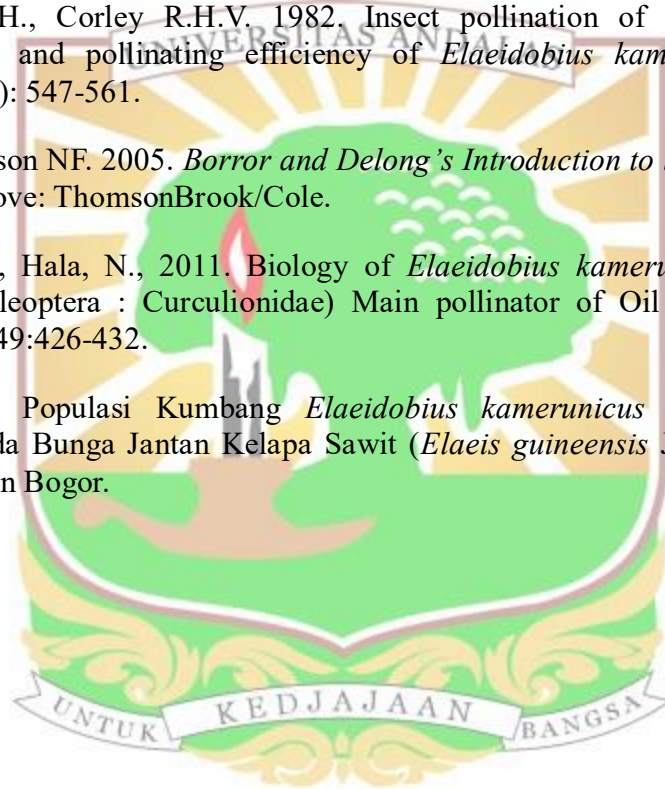 H., Corley R.H.V. 1982. Insect pollination of
UNIVERSITAS ANDALAS
and pollinating efficiency of Elaeidobius kam
): 547-561.
son NF. 2005. Borror and Delong’s Introduction to
ove: ThomsonBrook/Cole.
, Hala, N., 2011. Biology of Elaeidobius kameru
leoptera : Curculionidae) Main pollinator of Oil
49:426-432.
Populasi Kumbang Elaeidobius kamerunicus
da Bunga Jantan Kelapa Sawit (Elaeis guineensis J
n Bogor.
UNTUK KEDJAJAAN BANGSA